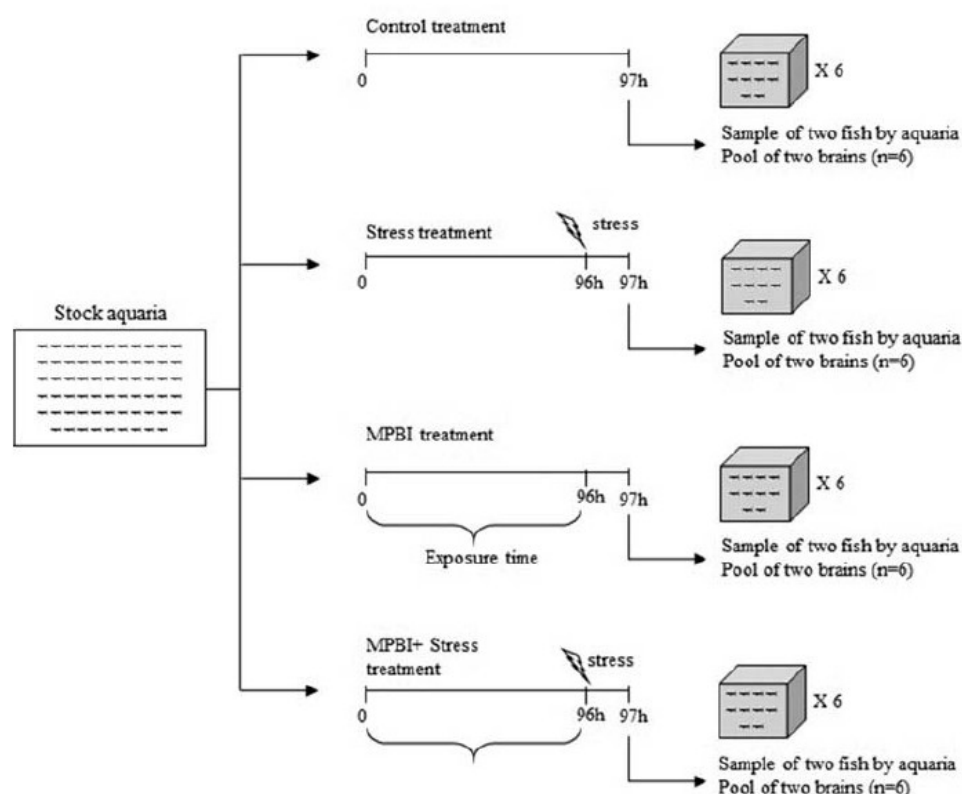 Control treatment
0
97h
X 6
Sample of two fish by aquaria
Pool of two brains (n=6)
Stress treatment
stress
0
96h
97h
X 6
Sample of two fish by aquaria
Pool of two brains (n=6)
Stock aquaria
MPBI treatment
0
96h
97h
X 6
Exposure time
Sample of two fish by aquaria
Pool of two brains (n=6)
MPBI+ Stress
treatment
stress
0
96h
97h
X 6
Sample of two fish by aquaria
Pool of two brains (n=6)